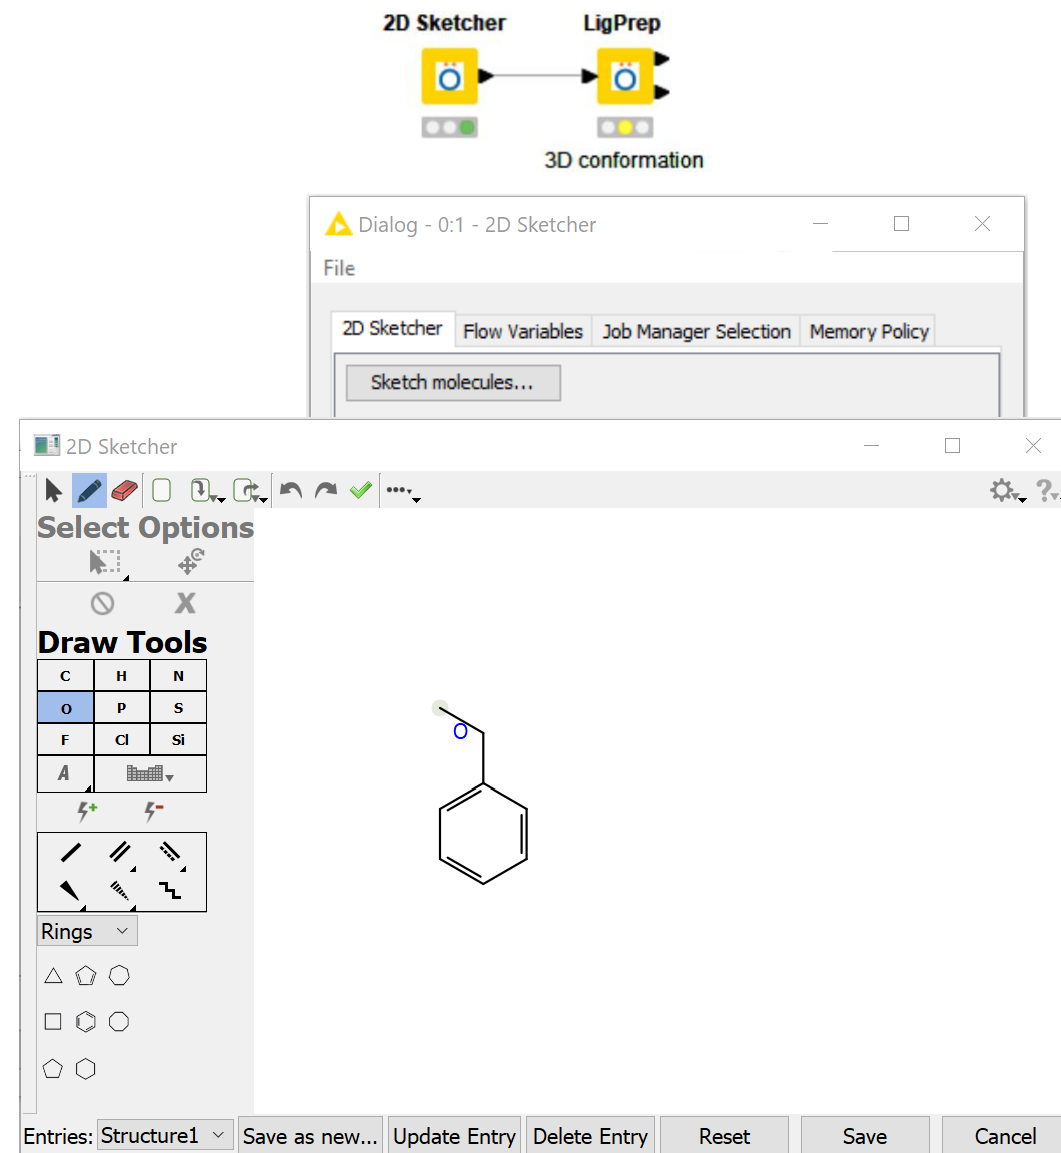 2D Sketcher
LigPrep
3D conformation
Dialog - 0:1 - 2D Sketcher
File
2D Sketcher
Flow Variables
Job Manager Selection
Memory Policy
Sketch molecules...
2D Sketcher
Select Options
Draw Tools
C H N
O P S
F Cl Si
A
O
Rings
Entries: Structure1 Save as new... Update Entry Delete Entry Reset Save Cancel